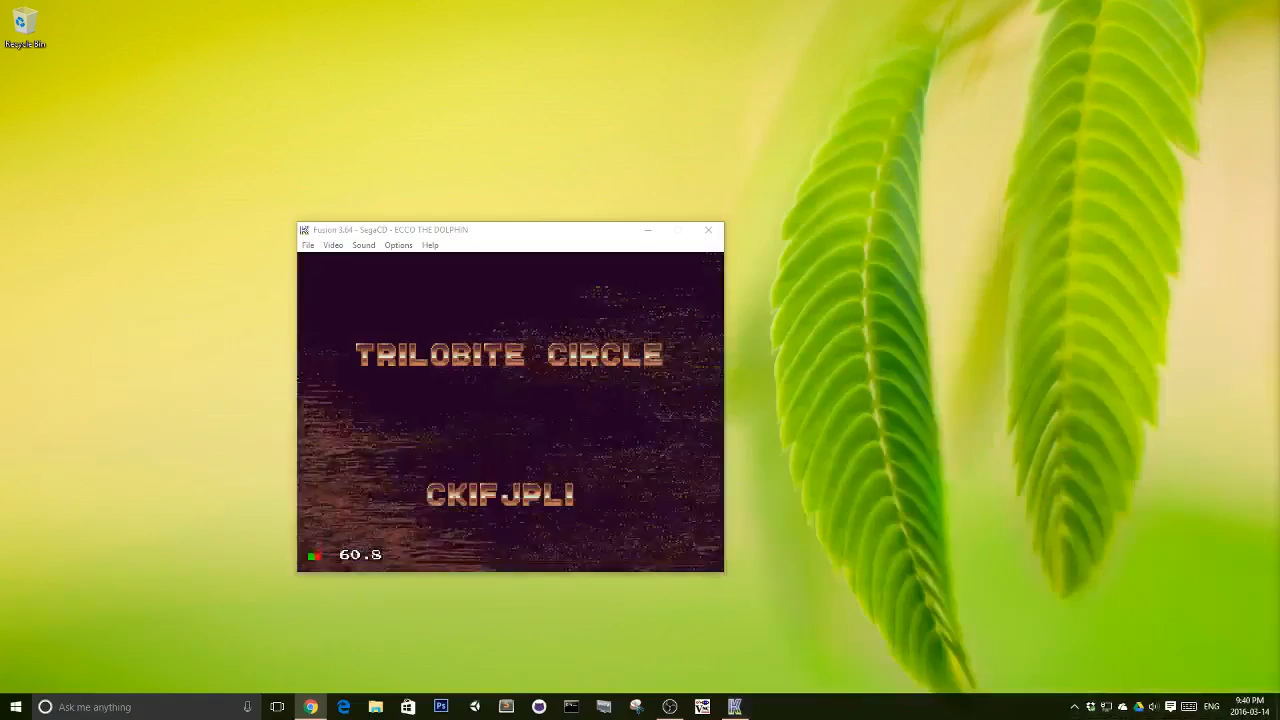 Recycle Bin
Fusion 3.64 - SegaCD - ECCO THE DOLPHIN
File Video Sound Options Help
TRILOBITE CIRCLE
CKIFJPLI
60.8
Ask me anything
ENG
9:40 PM
2016-03-14